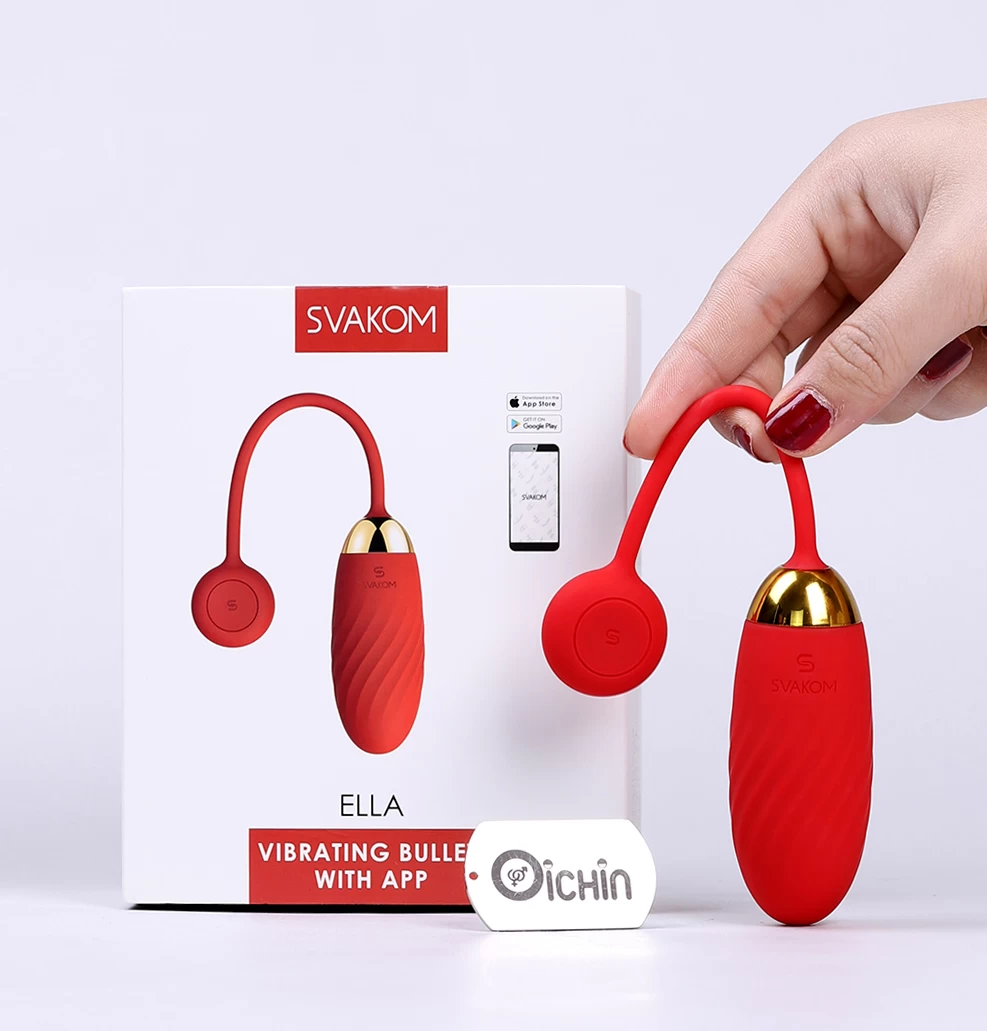 SVAKOM
Download on the
App Store
GET IT ON
Google Play
SVAKOM
S
SVAKOM
S
S
S
SVAKOM
ELLA
VIBRATING BULLE
WITH APP
Oichin